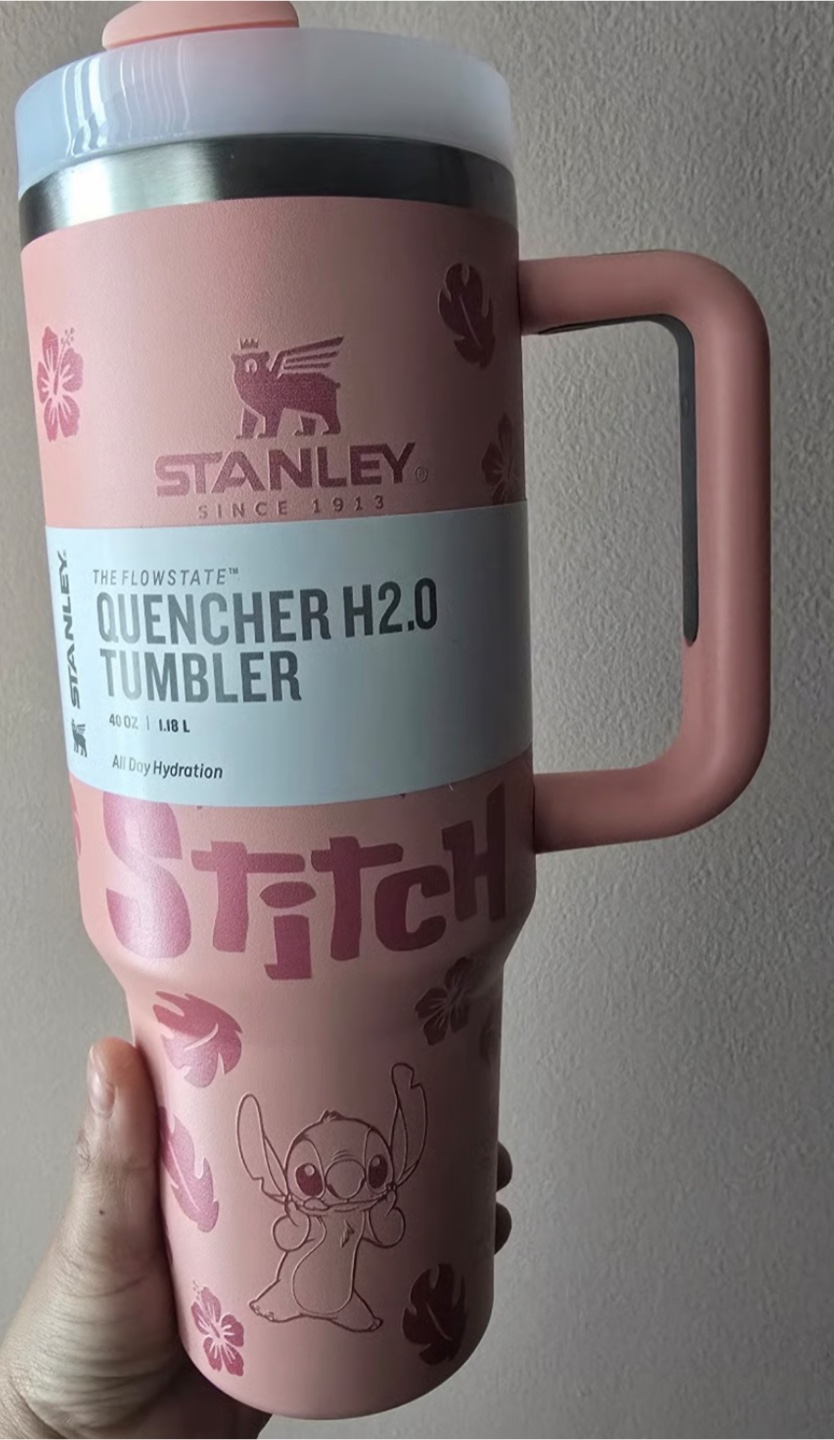 STANLEY®
SINCE 1913
STANLEY®
THE FLOWSTATE™
QUENCHER H2.0
TUMBLER
40 OZ | 1.18 L
All Day Hydration
Stitch